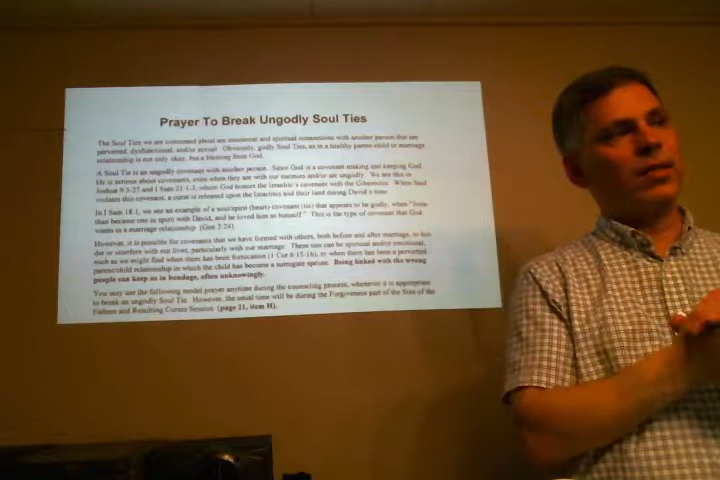 Prayer To Break Ungodly Soul Ties
The Soul Ties we are concerned about are emotional and spiritual connections with another person that are
perverted, dysfunctional, and/or sexual. Obviously, godly Soul Ties, as in a healthy parent-child or marriage
relationship is not only okay, but a blessing from God.
A Soul Tie is an ungodly covenant with another person. Since God is a covenant making and keeping God,
He is serious about covenants, even when they are with our enemies and/or are ungodly. We see this in
Joshua 9:3-27 and I Sam 21:1-3, where God honors the Israelite's covenant with the Gibeonites. When Saul
violates this covenant, a curse is released upon the Israelites and their land during David's time.
In I Sam 18:1, we see an example of a soul/spirit (heart) covenant (tie) that appears to be godly, when "Jona-
than became one in spirit with David, and he loved him as himself." This is the type of covenant that God
wants in a marriage relationship (Gen 2:24).
However, it is possible for covenants that we have formed with others, both before and after marriage, to hin-
der or interfere with our lives, particularly with our marriage. These ties can be spiritual and/or emotional,
such as we might find when there has been fornication (1 Cor 6:15-16), or when there has been a perverted
parent/child relationship in which the child has become a surrogate spouse. Being linked with the wrong
people can keep us in bondage, often unknowingly.
You may use the following model prayer anytime during the counseling process, whenever it is appropriate
to break an ungodly Soul Tie. However, the usual time will be during the Forgiveness part of the Sins of the
Fathers and Resulting Curses Session (page 21, item H).